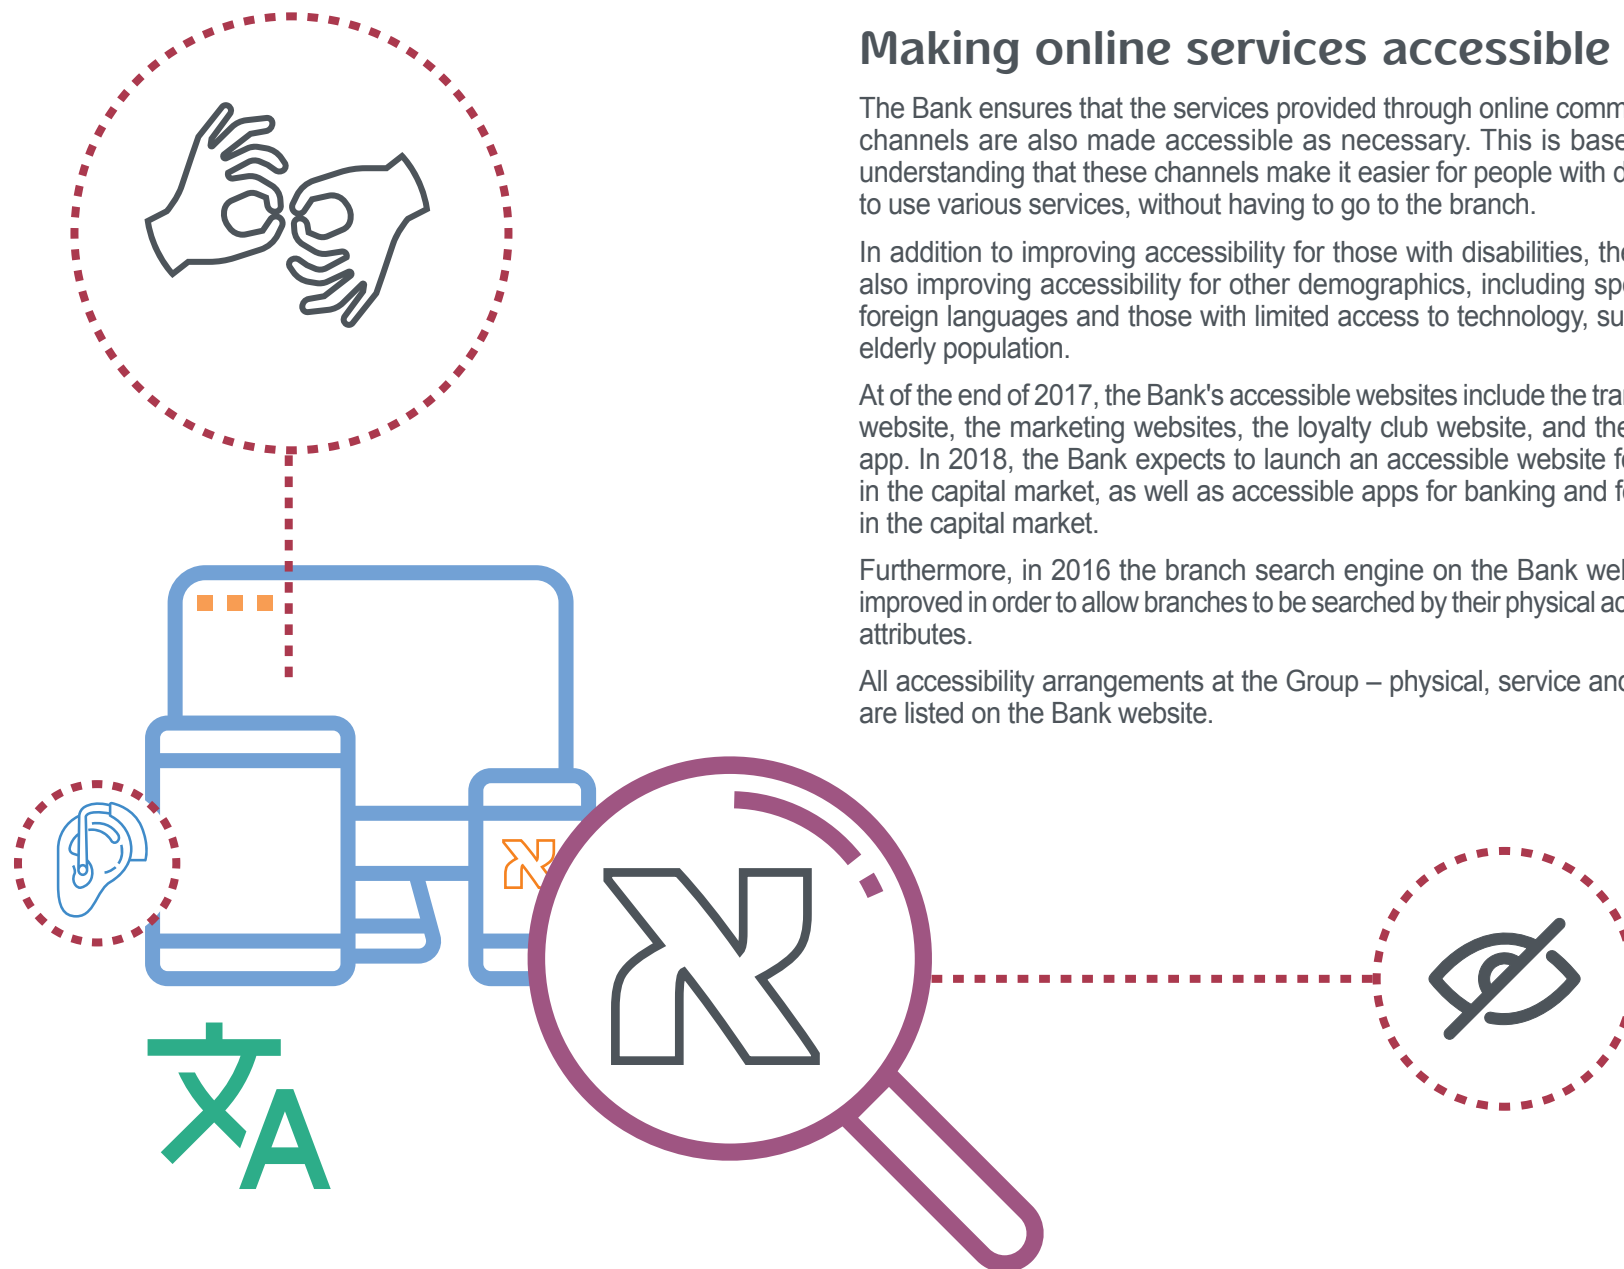 Making online services accessible
The Bank ensures that the services provided through online comm
channels are also made accessible as necessary. This is base
understanding that these channels make it easier for people with d
to use various services, without having to go to the branch.
In addition to improving accessibility for those with disabilities, the
also improving accessibility for other demographics, including spe
foreign languages and those with limited access to technology, su
elderly population.
At of the end of 2017, the Bank's accessible websites include the tra
website, the marketing websites, the loyalty club website, and the
app. In 2018, the Bank expects to launch an accessible website fo
in the capital market, as well as accessible apps for banking and fo
in the capital market.
Furthermore, in 2016 the branch search engine on the Bank we
improved in order to allow branches to be searched by their physical ac
attributes.
All accessibility arrangements at the Group – physical, service and
are listed on the Bank website.
א
א
文A